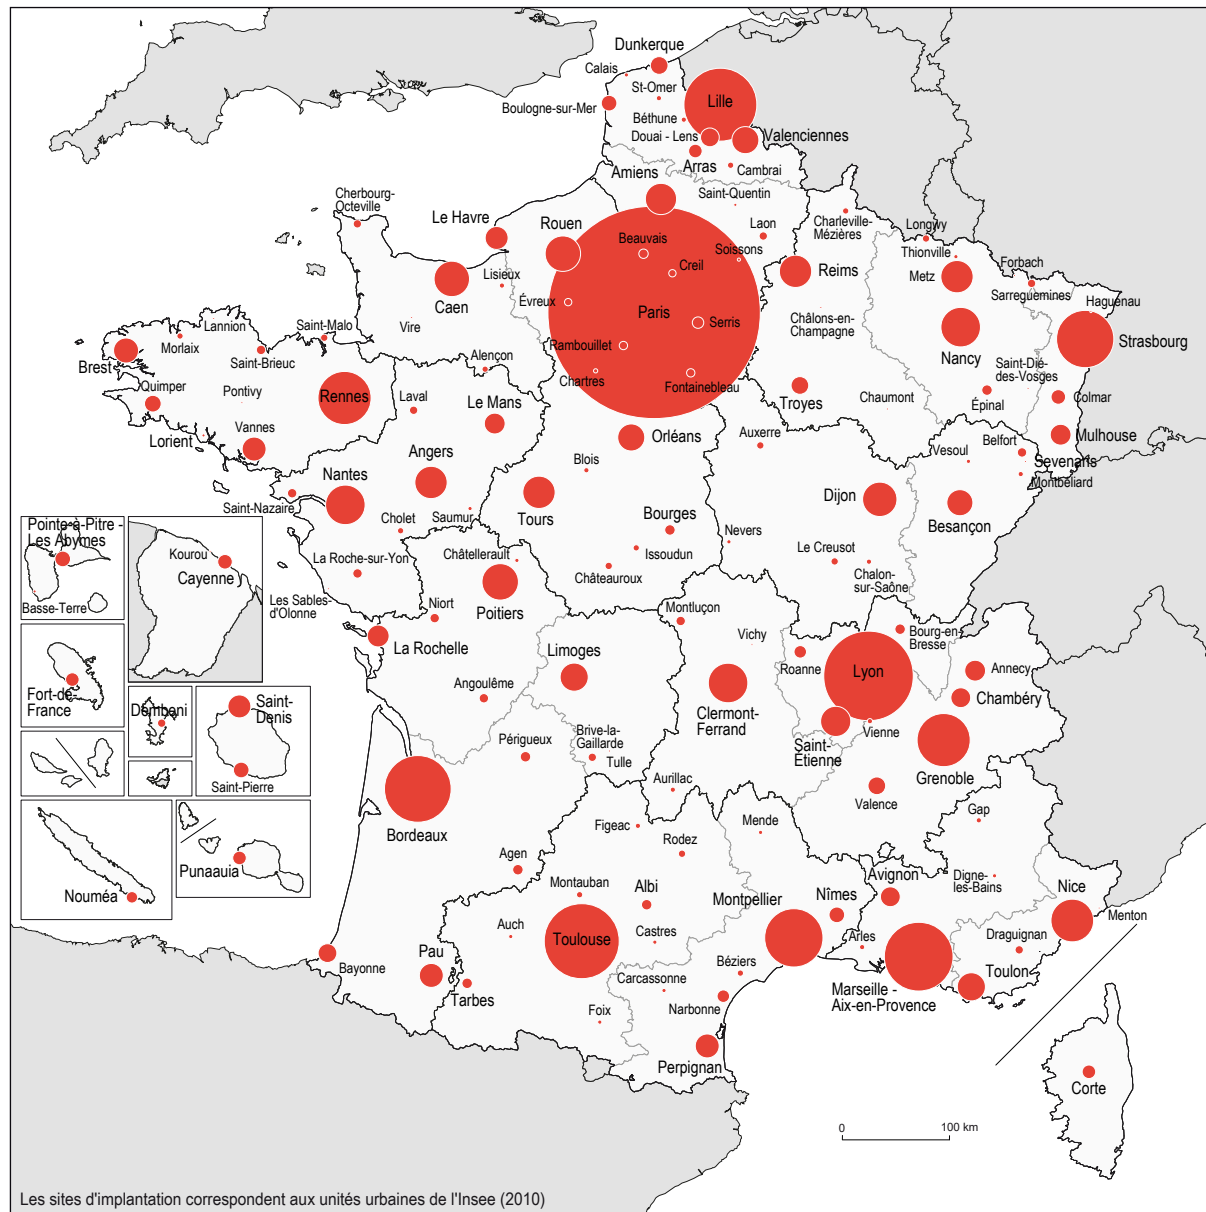 Dunkerque
Calais
St-Omer
Lille
Boulogne-sur-Mer
Béthune
Douai - Lens
Valenciennes
Arras
Cambrai
Amiens
Saint-Quentin
Cherbourg-
Octeville
Le Havre
Rouen
Beauvais
Laon
Soissons
Charleville-
Mézières
Longwy
Thionville
Forbach
Metz
Sarreguemines
Haguenau
Creil
Reims
Lisieux
Caen
Évreux
Paris
Serris
Châlons-en-
Champagne
Nancy
Strasbourg
Lannion
Saint-Malo
Vire
Morlaix
Saint-Brieuc
Brest
Alençon
Rambouillet
Chartres
Fontainebleau
Saint-Dié-
des-Vosges
Quimper
Pontivy
Rennes
Laval
Le Mans
Troyes
Chaumont
Épinal
Colmar
Lorient
Vannes
Orléans
Auxerre
Mulhouse
Belfort
Vesoul
Sevenans
Montbéliard
Angers
Blois
Nantes
Saint-Nazaire
Tours
Dijon
Besançon
Cholet
Saumur
Bourges
Nevers
Issoudun
Le Creusot
La Roche-sur-Yon
Châtellerault
Châteauroux
Chalon-
sur-Saône
Pointe-à-Pitre -
Les Abymes
Kourou
Cayenne
Basse-Terre
Les Sables-
d'Olonne
Poitiers
Niort
Montluçon
Vichy
Bourg-en-
Bresse
La Rochelle
Limoges
Roanne
Lyon
Annecy
Fort-de-
France
Dembeni
Saint-
Denis
Angoulême
Clermont-
Ferrand
Chambéry
Saint-
Étienne
Vienne
Grenoble
Périgueux
Brive-la-
Gaillarde
Tulle
Saint-Pierre
Aurillac
Valence
Bordeaux
Figeac
Mende
Gap
Punaauia
Nouméa
Rodez
Agen
Montauban
Albi
Avignon
Digne-
les-Bains
Nice
Montpellier
Nîmes
Menton
Auch
Toulouse
Castres
Arles
Draguignan
Bayonne
Pau
Tarbes
Béziers
Carcassonne
Marseille -
Aix-en-Provence
Toulon
Foix
Narbonne
Perpignan
Corte
0
100 km
Les sites d'implantation correspondent aux unités urbaines de l'Insee (2010)